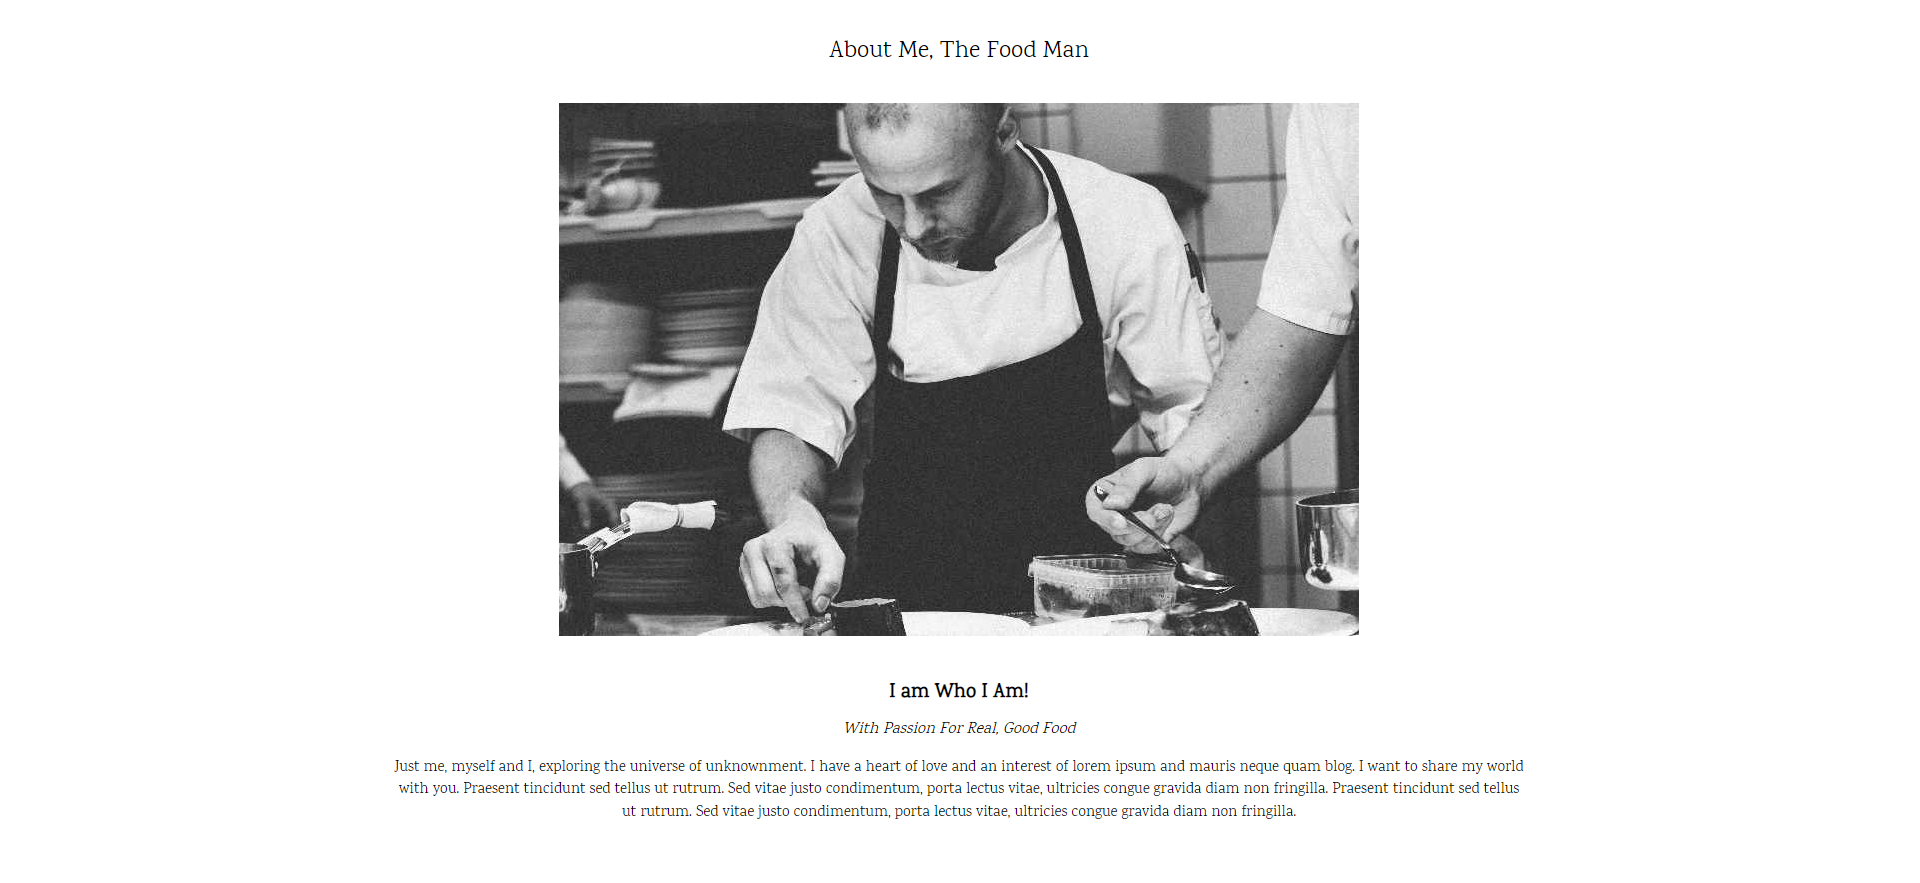 About Me, The Food Man
I am Who I Am!
With Passion For Real, Good Food
Just me, myself and I, exploring the universe of unknownment. I have a heart of love and an interest of lorem ipsum and mauris neque quam blog. I want to share my world
with you. Praesent tincidunt sed tellus ut rutrum. Sed vitae justo condimentum, porta lectus vitae, ultricies congue gravida diam non fringilla. Praesent tincidunt sed tellus
ut rutrum. Sed vitae justo condimentum, porta lectus vitae, ultricies congue gravida diam non fringilla.